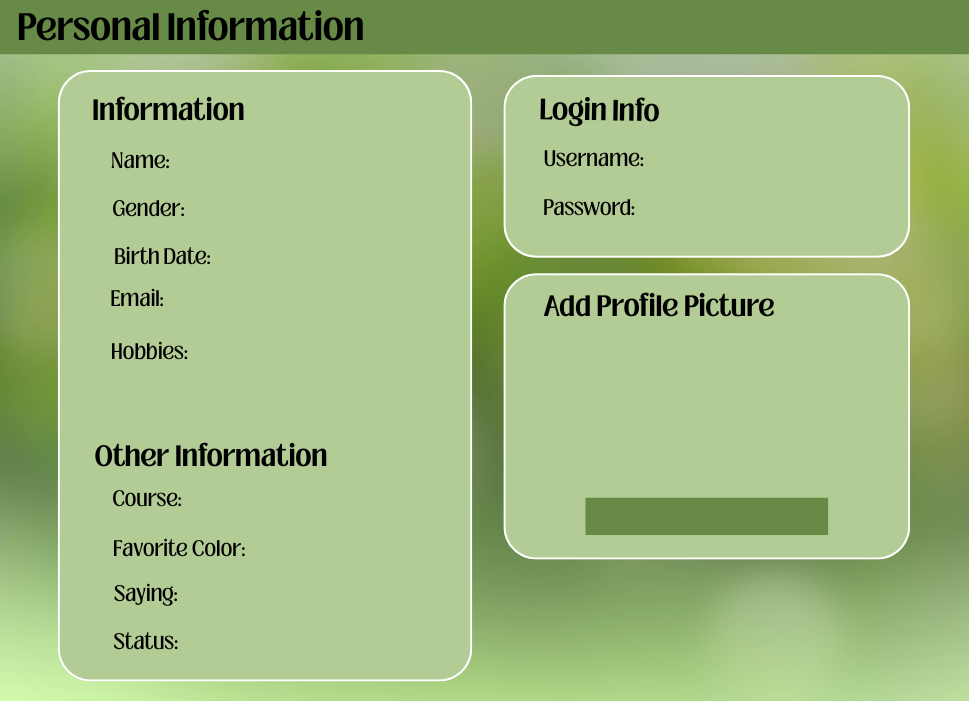 Personal Information
Information
Name:
Gender:
Birth Date:
Email:
Hobbies:
Other Information
Course:
Favorite Color:
Saying:
Status:
Login Info
Username:
Password:
Add Profile Picture